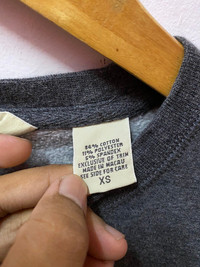 84% COTTON
11% POLYESTER
5% SPANDEX
EXCLUSIVE OF TRIM
MADE IN MACAU
SEE SIDE FOR CARE
XS